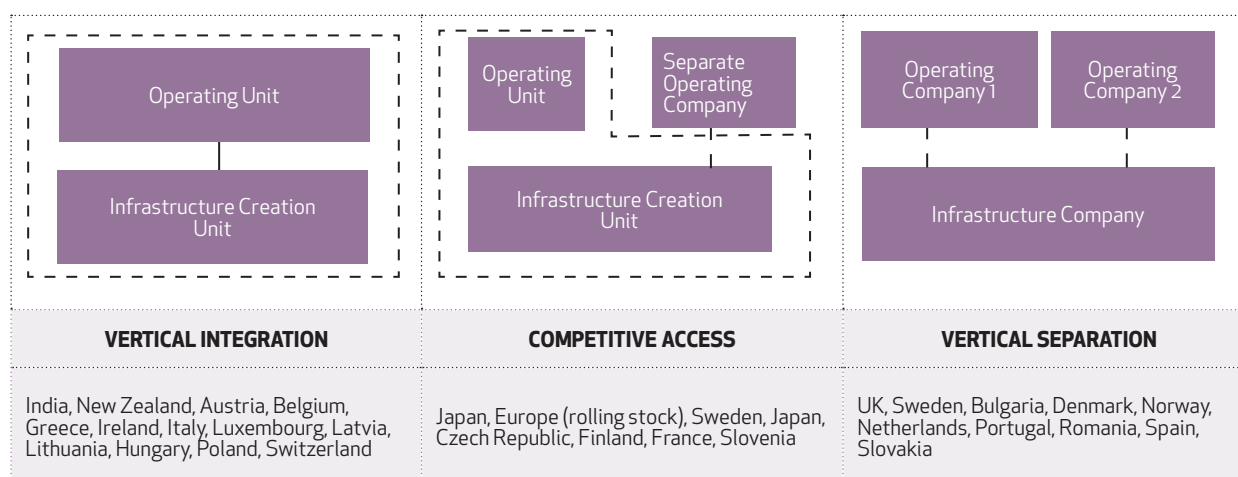 Operating Unit
Infrastructure Creation
Unit
Operating
Unit
Separate
Operating
Company
Infrastructure Creation
Unit
Operating
Company 1
Operating
Company 2
Infrastructure Company
VERTICAL INTEGRATION
COMPETITIVE ACCESS
VERTICAL SEPARATION
India, New Zealand, Austria, Belgium,
Greece, Ireland, Italy, Luxembourg, Latvia,
Lithuania, Hungary, Poland, Switzerland
Japan, Europe (rolling stock), Sweden, Japan,
Czech Republic, Finland, France, Slovenia
UK, Sweden, Bulgaria, Denmark, Norway,
Netherlands, Portugal, Romania, Spain,
Slovakia